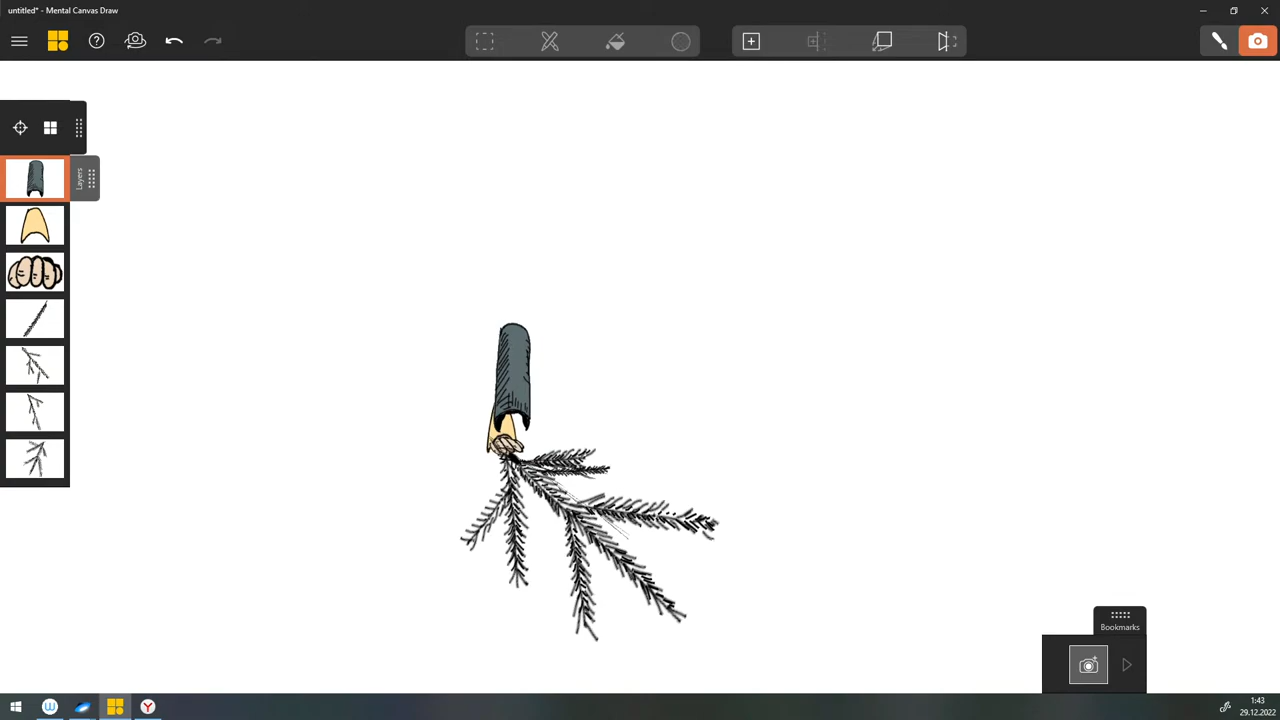 untitled* - Mental Canvas Draw
Layers
Bookmarks
1:43
29.12.2022